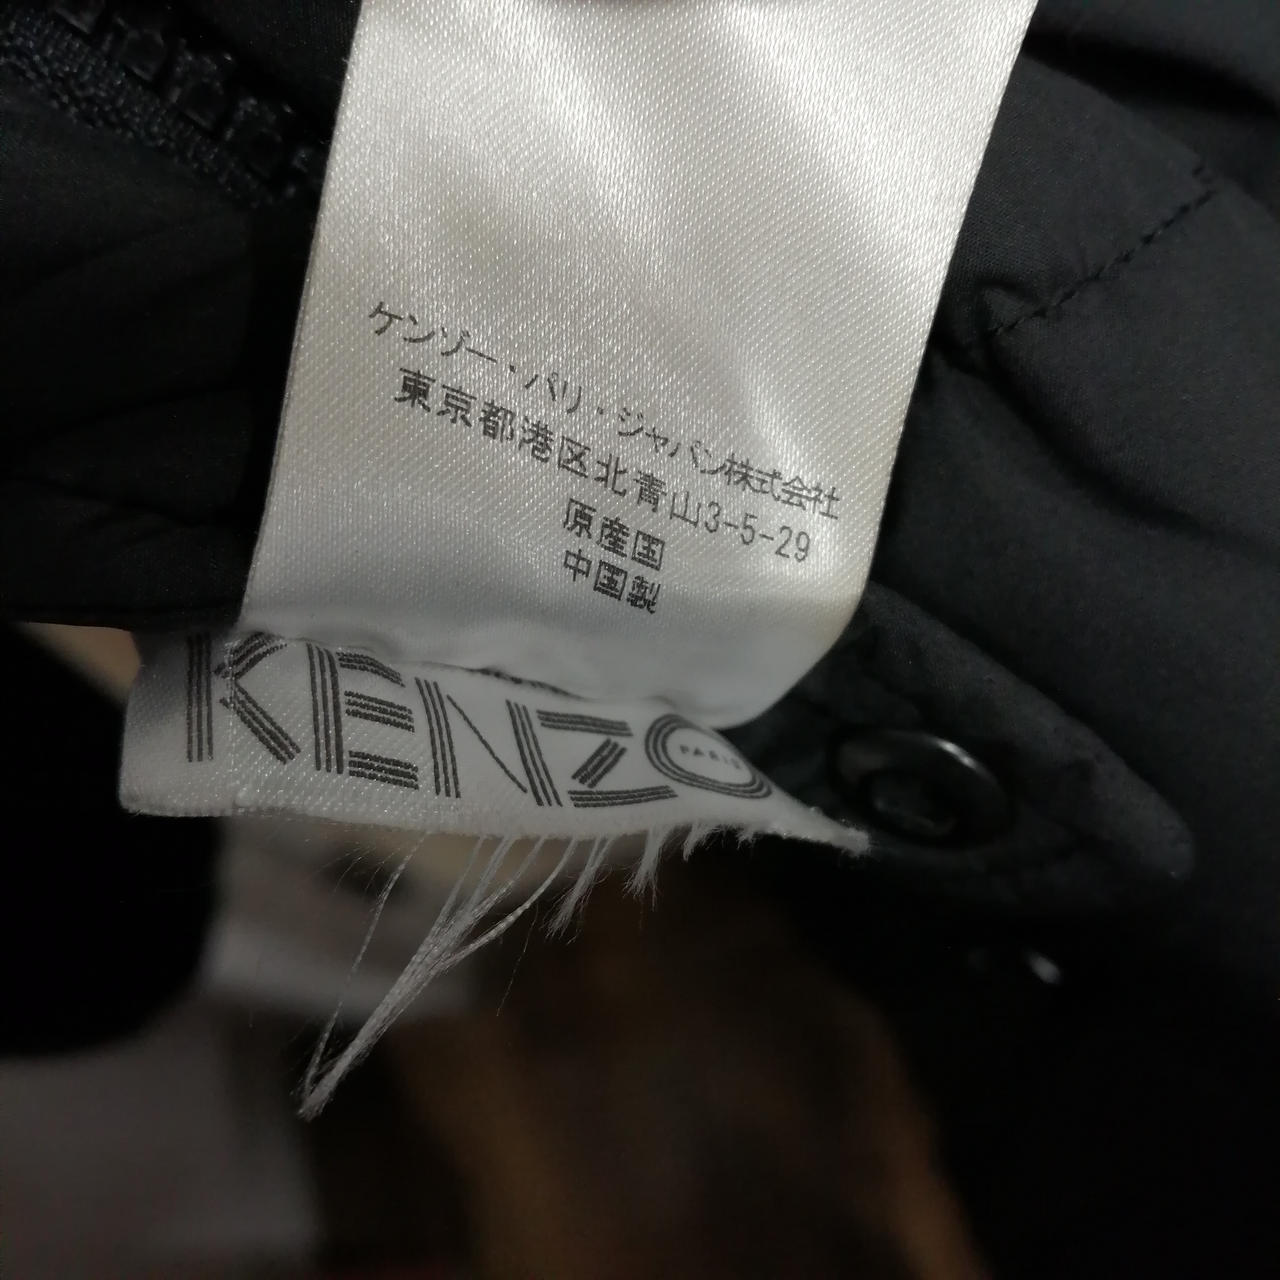 ケンゾー・パリ・ジャパン株式会社
東京都港区北青山3-5-29
原産国
中国製
KENZO
PARIS